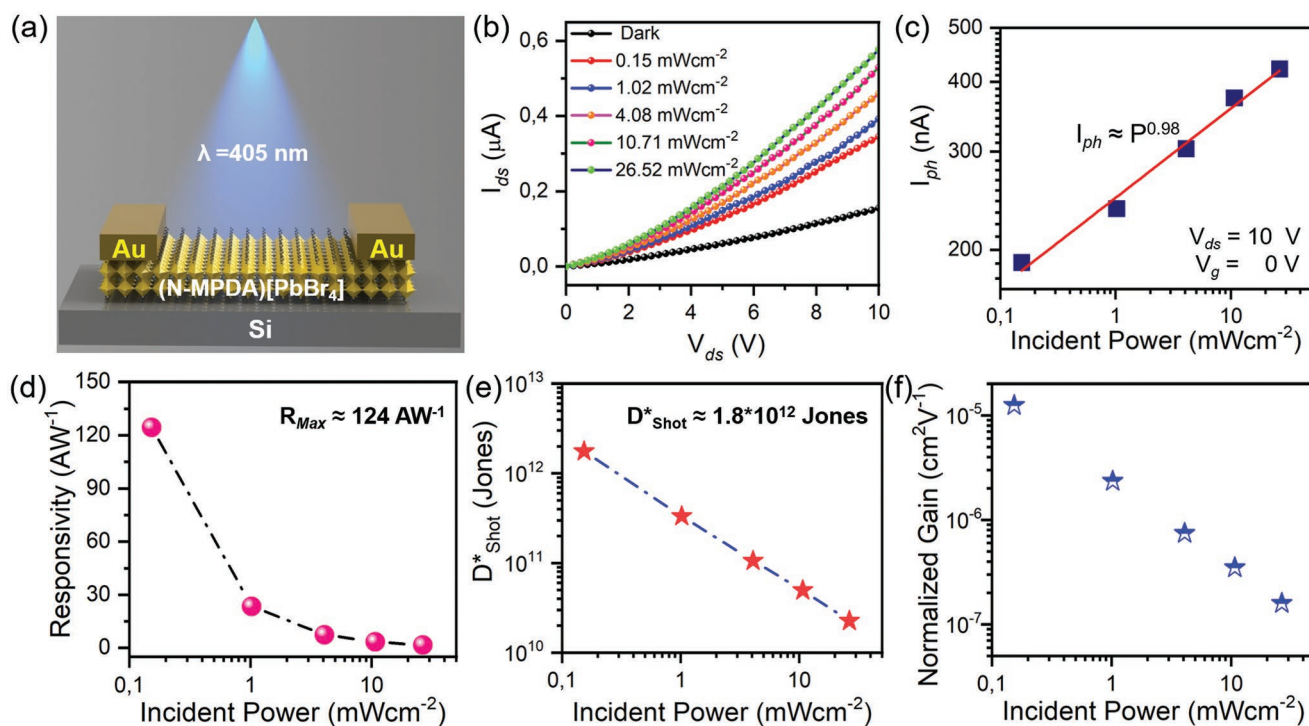 (a)
λ =405 nm
Au
Au
(N-MPDA)[PbBr4]
Si
(b)
Ids (μA)
0,6
0,4
0,2
0,0
Dark
0.15 mWcm-2
1.02 mWcm-2
4.08 mWcm-2
10.71 mWcm-2
26.52 mWcm-2
0 2 4 6 8 10
Vds (V)
(c)
Iph (nA)
500
400
300
200
Iph ≈ P0.98
Vds = 10 V
Vg = 0 V
0,1 1 10
Incident Power (mWcm-2)
(d)
Responsivity (AW-1)
150
120
90
60
30
0
RMax ≈ 124 AW-1
0,1 1 10
Incident Power (mWcm-2)
(e)
D*Shot (Jones)
1013
1012
1011
1010
D*Shot ≈ 1.8*1012 Jones
0,1 1 10
Incident Power (mWcm-2)
(f)
Normalized Gain (cm2V-1)
10-5
10-6
10-7
0,1 1 10
Incident Power (mWcm-2)